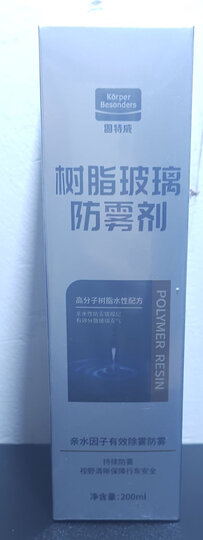 Körper
Besonders
固特威
树脂玻璃
防雾剂
高分子树脂水性配方
POLYMER RESIN
亲水因子有效除雾防雾
持续防雾
视野清晰保障行车安全
净含量:200ml